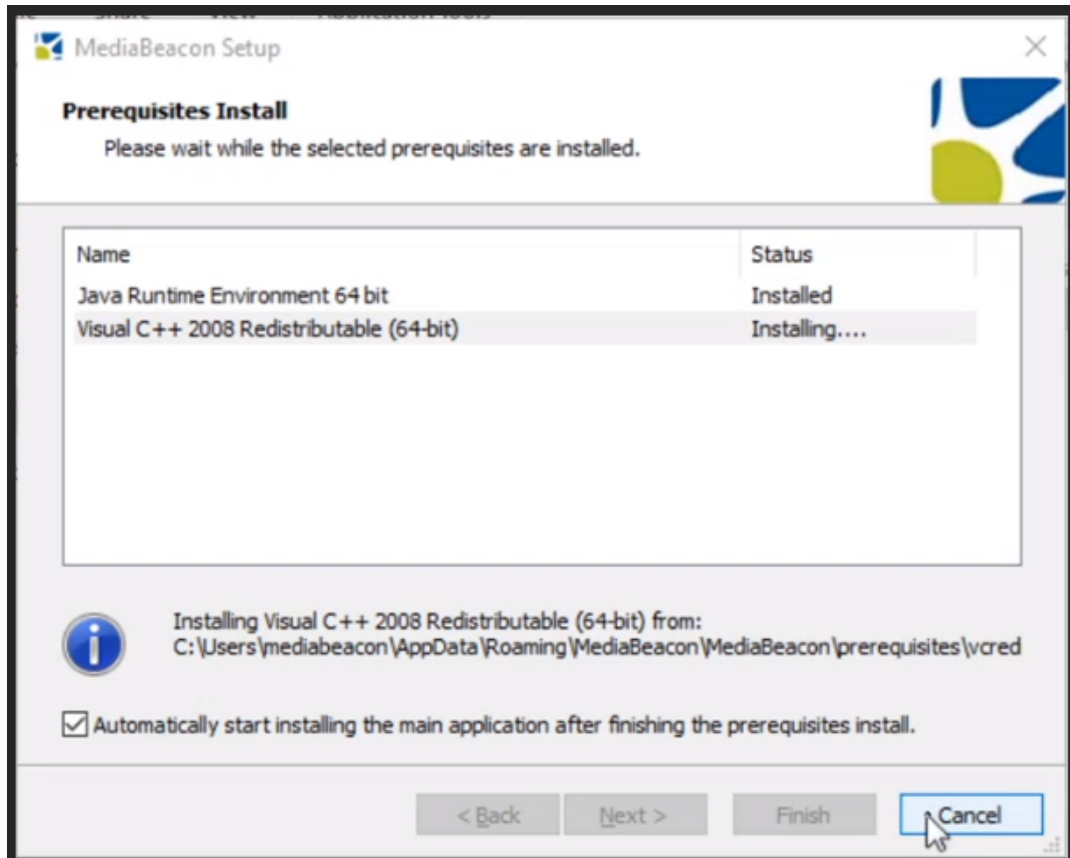 MediaBeacon Setup
Prerequisites Install
Please wait while the selected prerequisites are installed.
Name Status
Java Runtime Environment 64 bit Installed
Visual C++ 2008 Redistributable (64-bit) Installing....
Installing Visual C++ 2008 Redistributable (64-bit) from:
C:\Users\mediabeacon\AppData\Roaming\MediaBeacon\MediaBeacon\prerequisites\vcred
Automatically start installing the main application after finishing the prerequisites install.
< Back Next > Finish Cancel